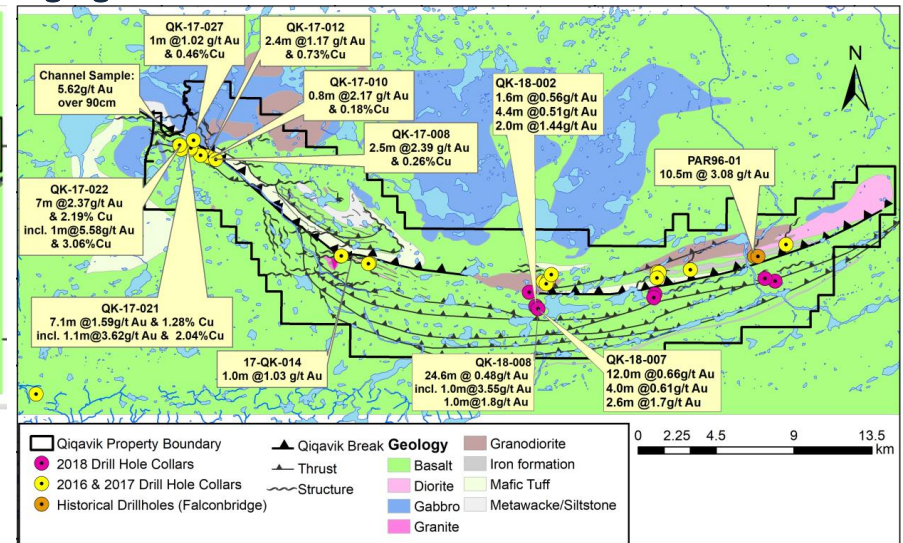 QK-17-027
1m @1.02 g/t Au
& 0.46%Cu
QK-17-012
2.4m @1.17 g/t Au
& 0.73%Cu
Channel Sample:
5.62g/t Au
over 90cm
QK-17-010
0.8m @2.17 g/t Au
& 0.18%Cu
QK-18-002
1.6m @0.56g/t Au
4.4m @0.51g/t Au
2.0m @1.44g/t Au
N
QK-17-008
2.5m @2.39 g/t Au
& 0.26%Cu
PAR96-01
10.5m @ 3.08 g/t Au
QK-17-022
7m @2.37g/t Au
& 2.19% Cu
incl. 1m@5.58g/t Au
& 3.06%Cu
QK-17-021
7.1m @1.59g/t Au & 1.28% Cu
incl. 1.1m@3.62g/t Au & 2.04%Cu
17-QK-014
1.0m @1.03 g/t Au
QK-18-008
24.6m @ 0.48g/t Au
incl. 1.0m@3.55g/t Au
1.0m@1.8g/t Au
QK-18-007
12.0m @0.66g/t Au
4.0m @0.61g/t Au
2.6m @1.7g/t Au
Qiqavik Property Boundary
2018 Drill Hole Collars
2016 & 2017 Drill Hole Collars
Historical Drillholes (Falconbridge)
Qiqavik Break
Thrust
Structure
Geology
Basalt
Diorite
Gabbro
Granite
Granodiorite
Iron formation
Mafic Tuff
Metawacke/Siltstone
0 2.25 4.5 9 13.5
km